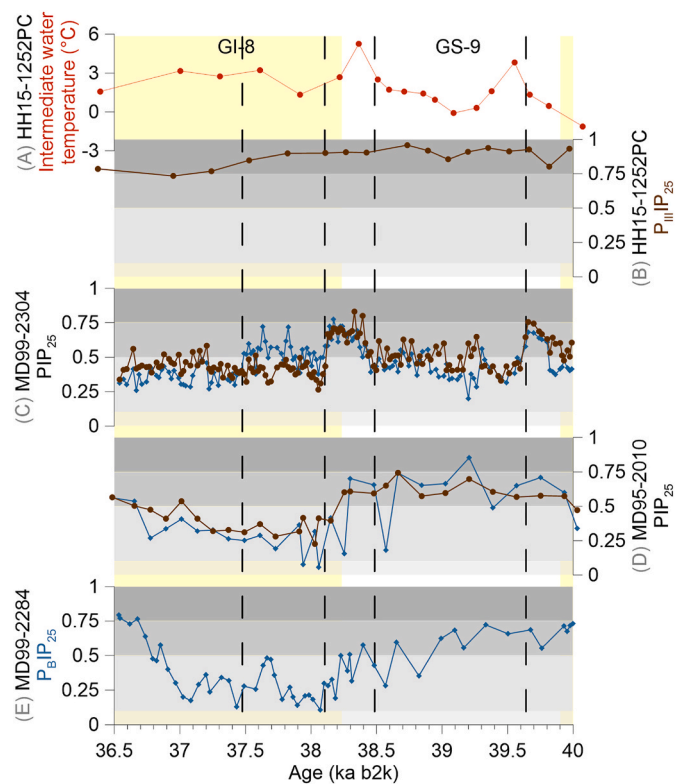 GI-8
GS-9
(A) HH15-1252PC
Intermediate water
temperature (°C)
6
3
0
-3
(B) HH15-1252PC
PIIIIP25
1
0.75
0.5
0.25
0
(C) MD99-2304
PIP25
1
0.75
0.5
0.25
0
(D) MD95-2010
PIP25
1
0.75
0.5
0.25
0
(E) MD99-2284
PBIP25
1
0.75
0.5
0.25
0
36.5
37
37.5
38
38.5
39
39.5
40
Age (ka b2k)